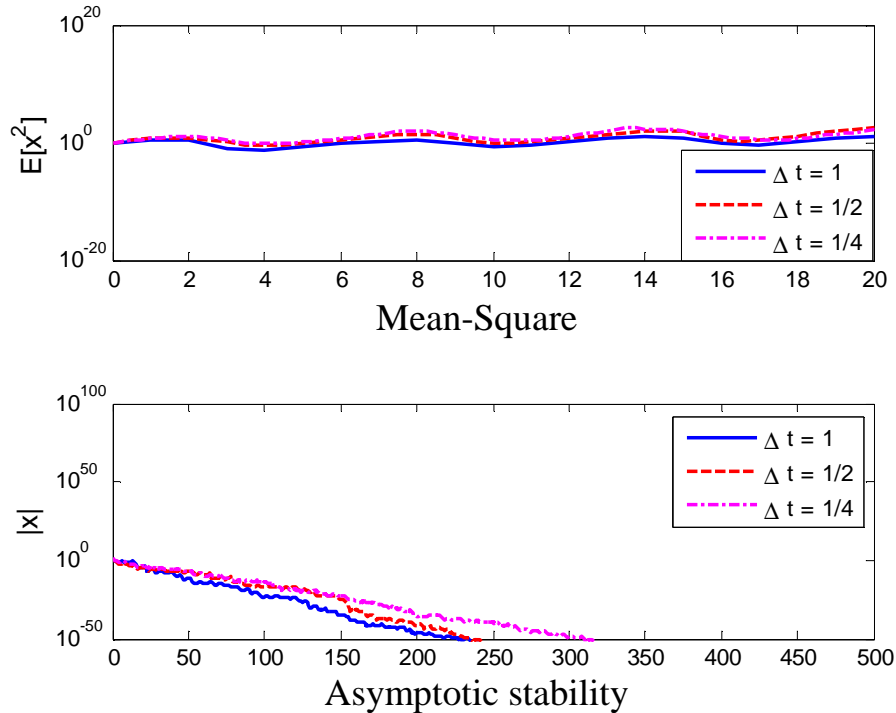 10^20
10^0
10^-20
E[x^2]
0 2 4 6 8 10 12 14 16 18 20
Δ t = 1
Δ t = 1/2
Δ t = 1/4
Mean-Square
10^100
10^50
10^0
10^-50
|x|
0 50 100 150 200 250 300 350 400 450 500
Δ t = 1
Δ t = 1/2
Δ t = 1/4
Asymptotic stability